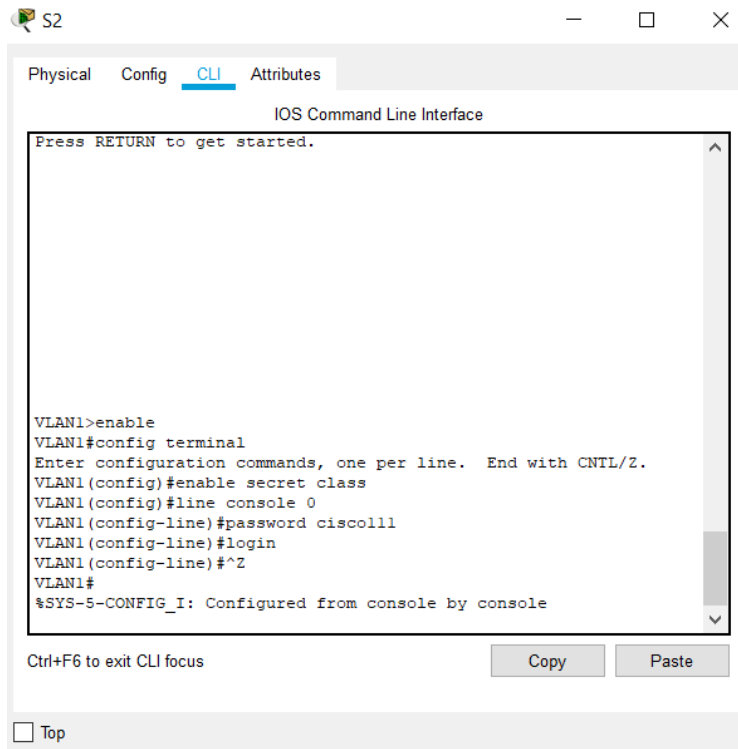 S2
Physical Config CLI Attributes
IOS Command Line Interface
Press RETURN to get started.
VLAN1>enable
VLAN1#config terminal
Enter configuration commands, one per line.  End with CNTL/Z.
VLAN1(config)#enable secret class
VLAN1(config)#line console 0
VLAN1(config-line)#password cisco111
VLAN1(config-line)#login
VLAN1(config-line)#^Z
VLAN1#
%SYS-5-CONFIG_I: Configured from console by console
Ctrl+F6 to exit CLI focus
Copy
Paste
Top